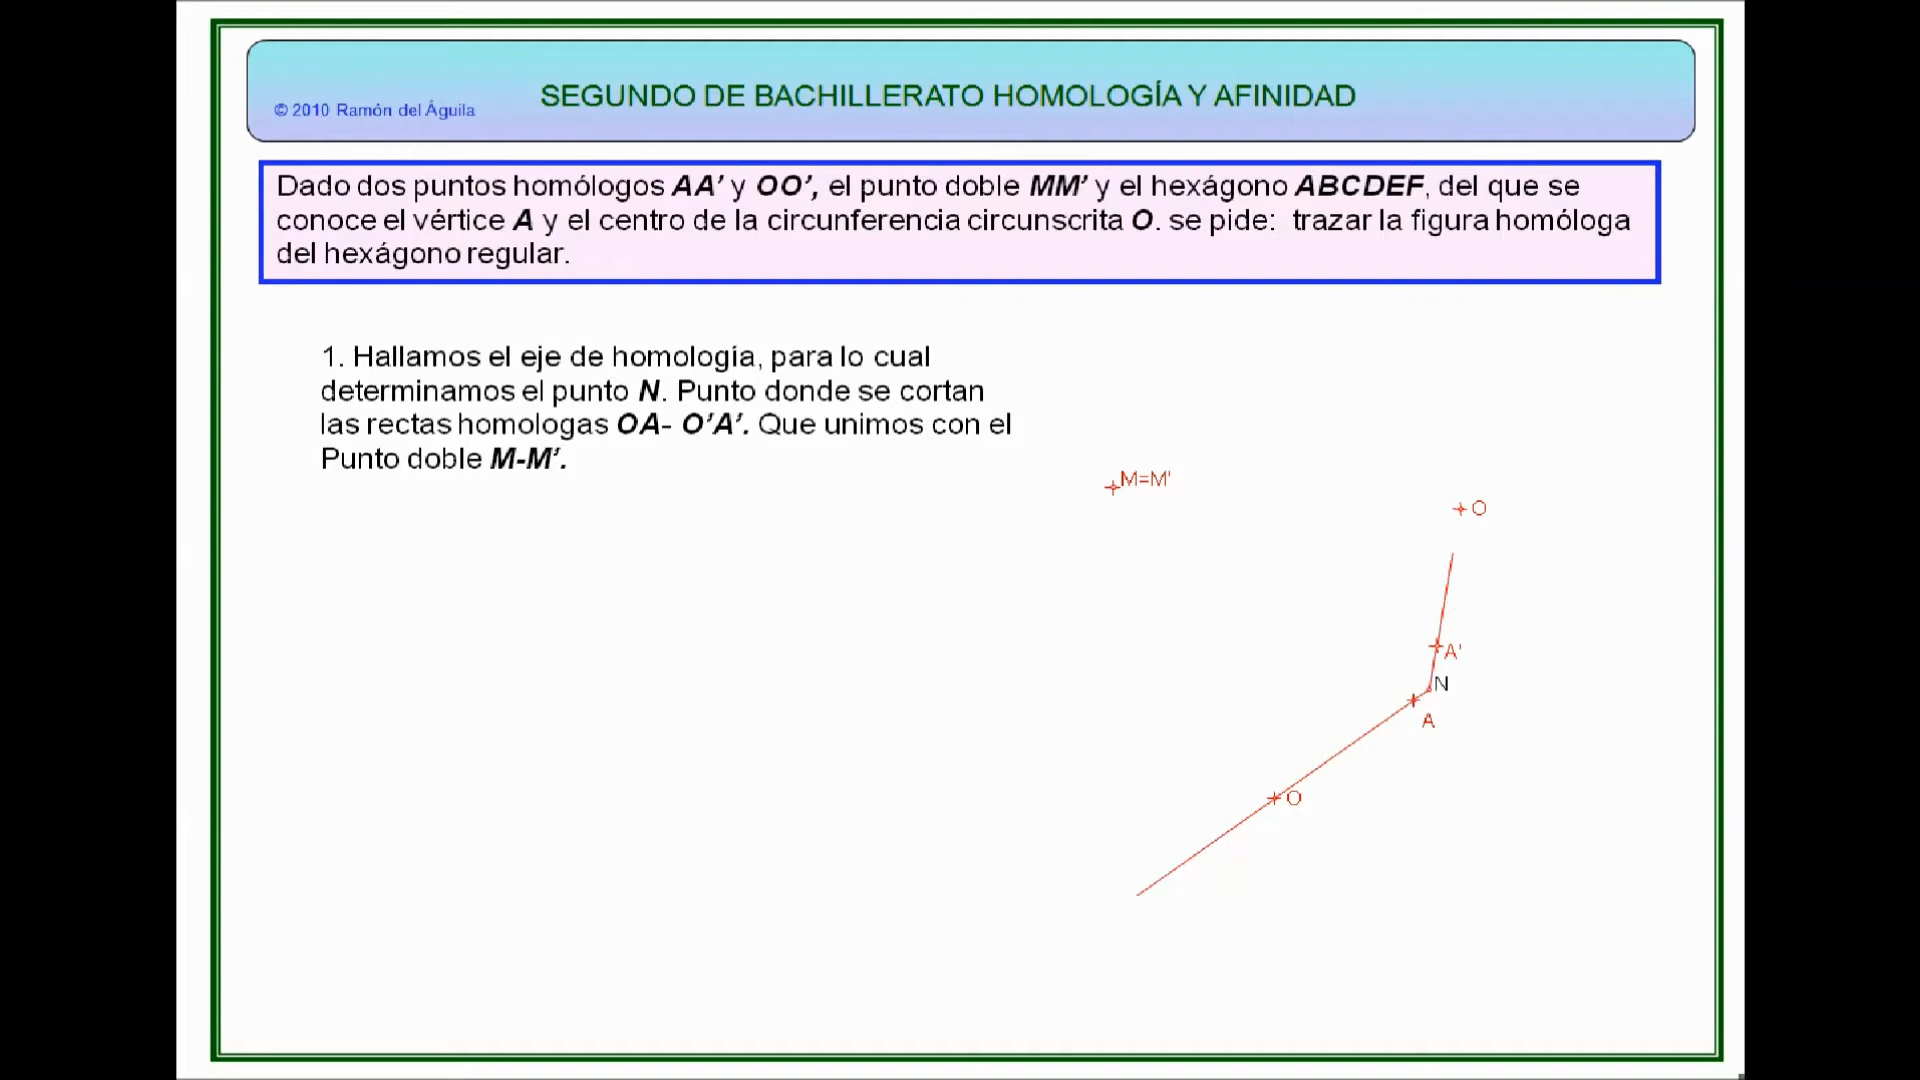 © 2010 Ramón del Águila
SEGUNDO DE BACHILLERATO HOMOLOGÍA Y AFINIDAD
Dado dos puntos homólogos AA’ y OO’, el punto doble MM’ y el hexágono ABCDEF, del que se
conoce el vértice A y el centro de la circunferencia circunscrita O. se pide: trazar la figura homóloga
del hexágono regular.
1. Hallamos el eje de homología, para lo cual
determinamos el punto N. Punto donde se cortan
las rectas homologas OA- O’A’. Que unimos con el
Punto doble M-M’.
M=M'
O
A'
N
A
O